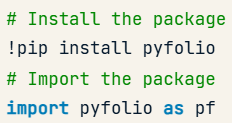 # Install the package
!pip install pyfolio
# Import the package
import pyfolio as pf